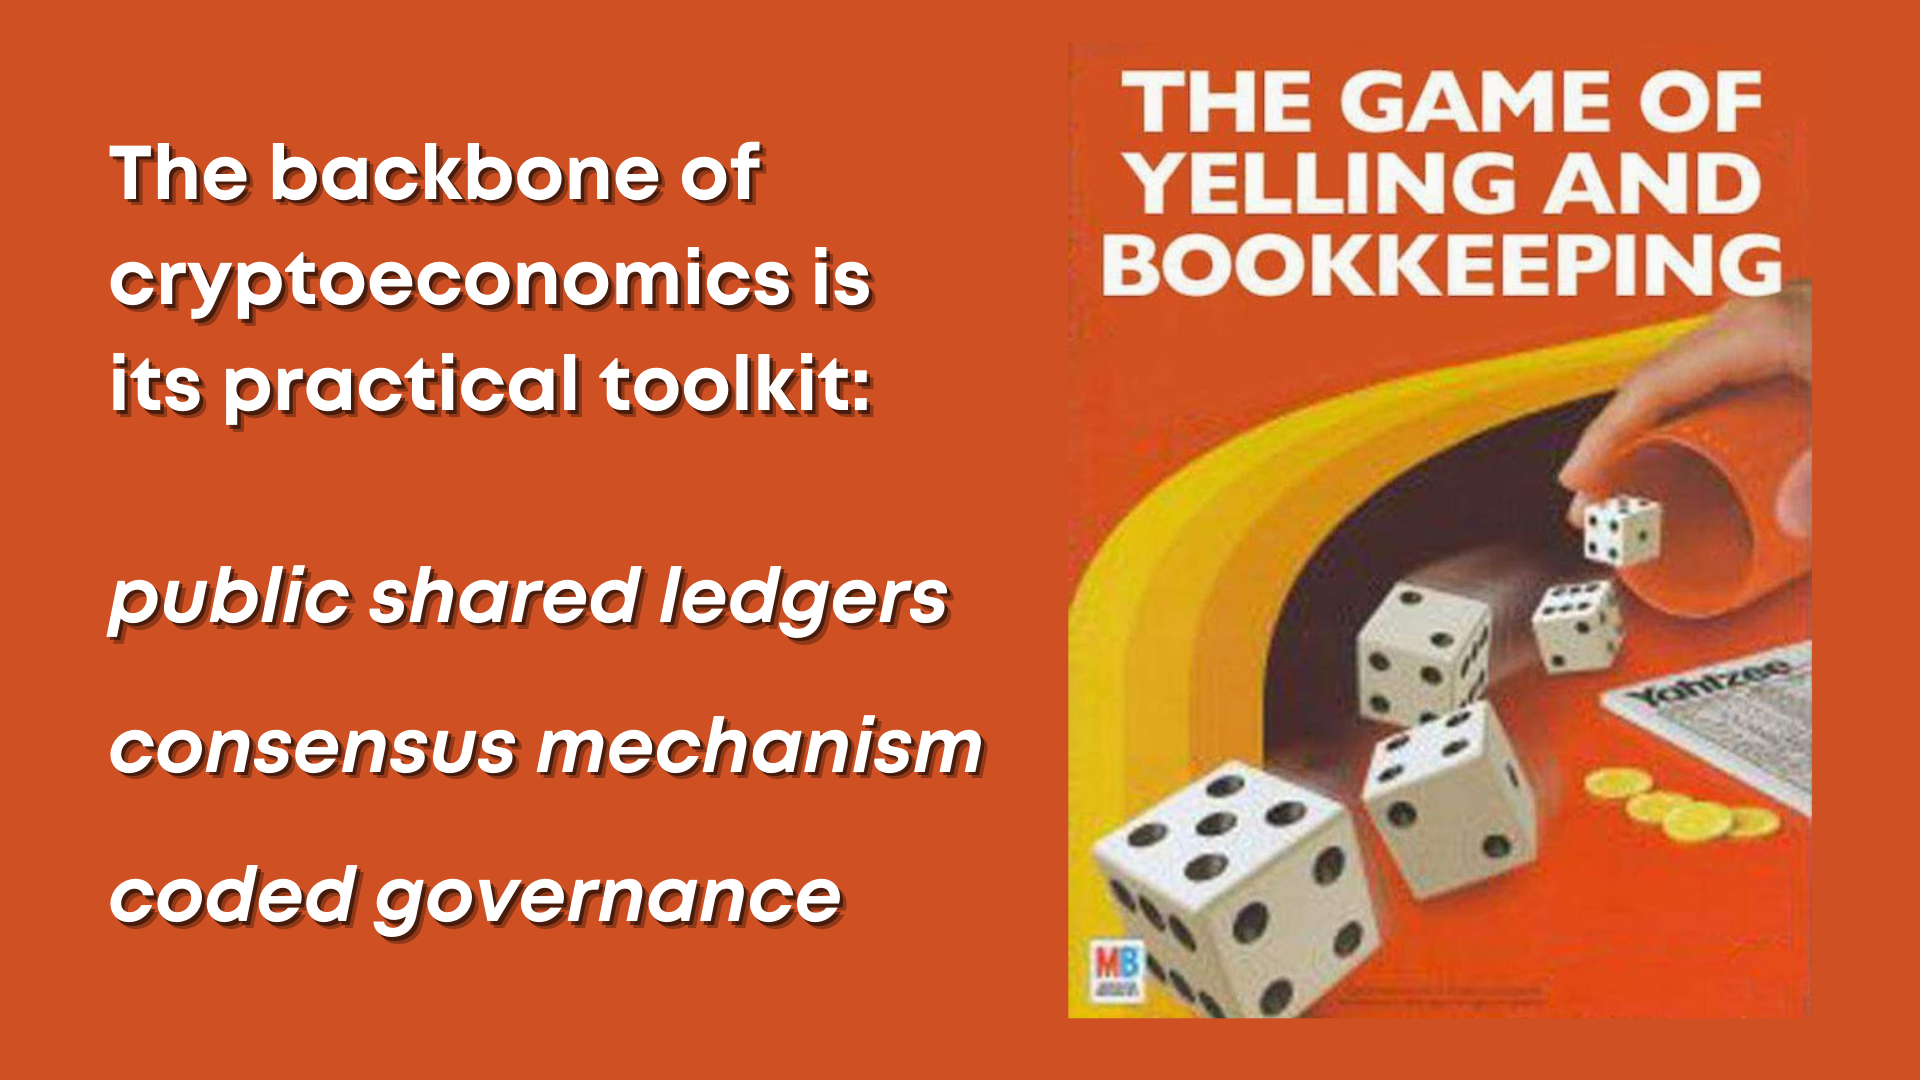 The backbone of
cryptoeconomics is
its practical toolkit:
public shared ledgers
consensus mechanism
coded governance
THE GAME OF
YELLING AND
BOOKKEEPING
Yahtzee
MB